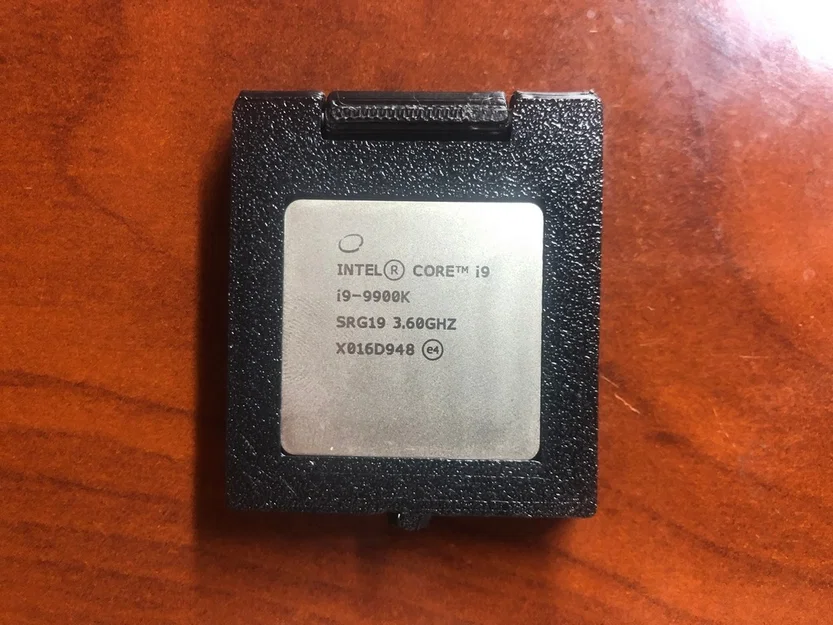 INTEL® CORE™ i9
i9-9900K
SRG19 3.60GHZ
X016D948 e4